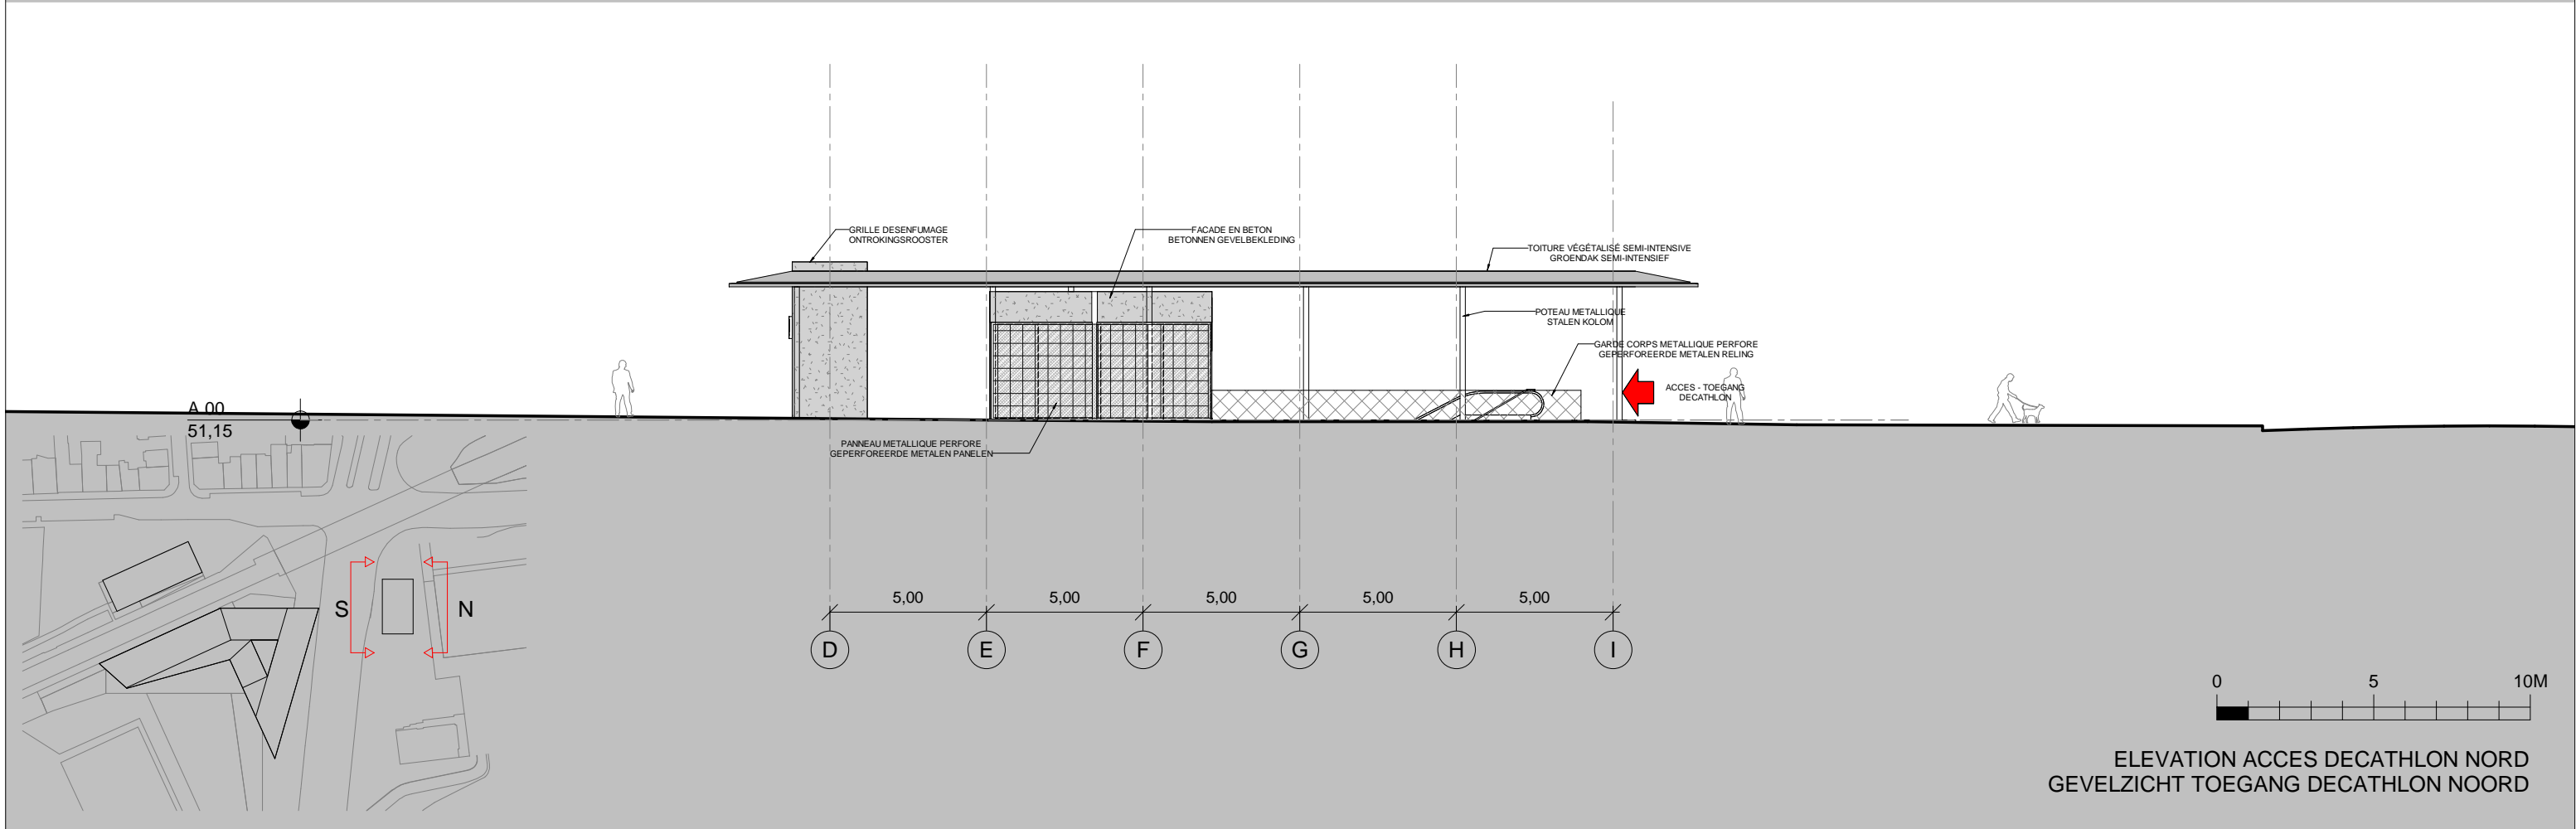 GRILLE DESENFUMAGE
ONTROKINGSROOSTER
FACADE EN BETON
BETONNEN GEVELBEKLEDING
TOITURE VÉGÉTALISÉ SEMI-INTENSIVE
GROENDAK SEMI-INTENSIEF
POTEAU METALLIQUE
STALEN KOLOM
GARDE CORPS METALLIQUE PERFORE
GEPERFOREERDE METALEN RELING
ACCES - TOEGANG
DECATHLON
A 00
51,15
PANNEAU METALLIQUE PERFORE
GEPERFOREERDE METALEN PANELEN
S
N
5,00
5,00
5,00
5,00
5,00
D
E
F
G
H
I
0
5
10M
ELEVATION ACCES DECATHLON NORD
GEVELZICHT TOEGANG DECATHLON NOORD